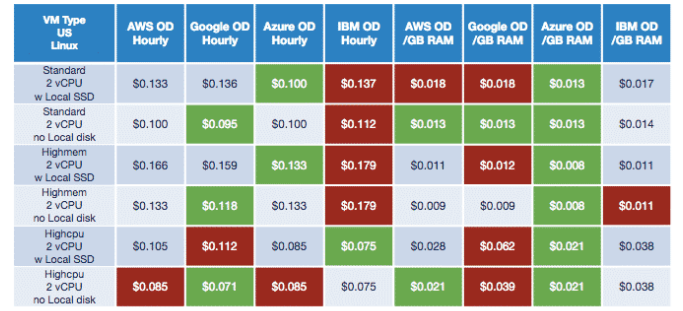 VM Type US Linux | AWS OD Hourly | Google OD Hourly | Azure OD Hourly | IBM OD Hourly | AWS OD /GB RAM | Google OD /GB RAM | Azure OD /GB RAM | IBM OD /GB RAM
Standard 2 vCPU w Local SSD | $0.133 | $0.136 | $0.100 | $0.137 | $0.018 | $0.018 | $0.013 | $0.017
Standard 2 vCPU no Local disk | $0.100 | $0.095 | $0.100 | $0.112 | $0.013 | $0.013 | $0.013 | $0.014
Highmem 2 vCPU w Local SSD | $0.166 | $0.159 | $0.133 | $0.179 | $0.011 | $0.012 | $0.008 | $0.011
Highmem 2 vCPU no Local disk | $0.133 | $0.118 | $0.133 | $0.179 | $0.009 | $0.009 | $0.008 | $0.011
Highcpu 2 vCPU w Local SSD | $0.105 | $0.112 | $0.085 | $0.075 | $0.028 | $0.062 | $0.021 | $0.038
Highcpu 2 vCPU no Local disk | $0.085 | $0.071 | $0.085 | $0.075 | $0.021 | $0.039 | $0.021 | $0.038